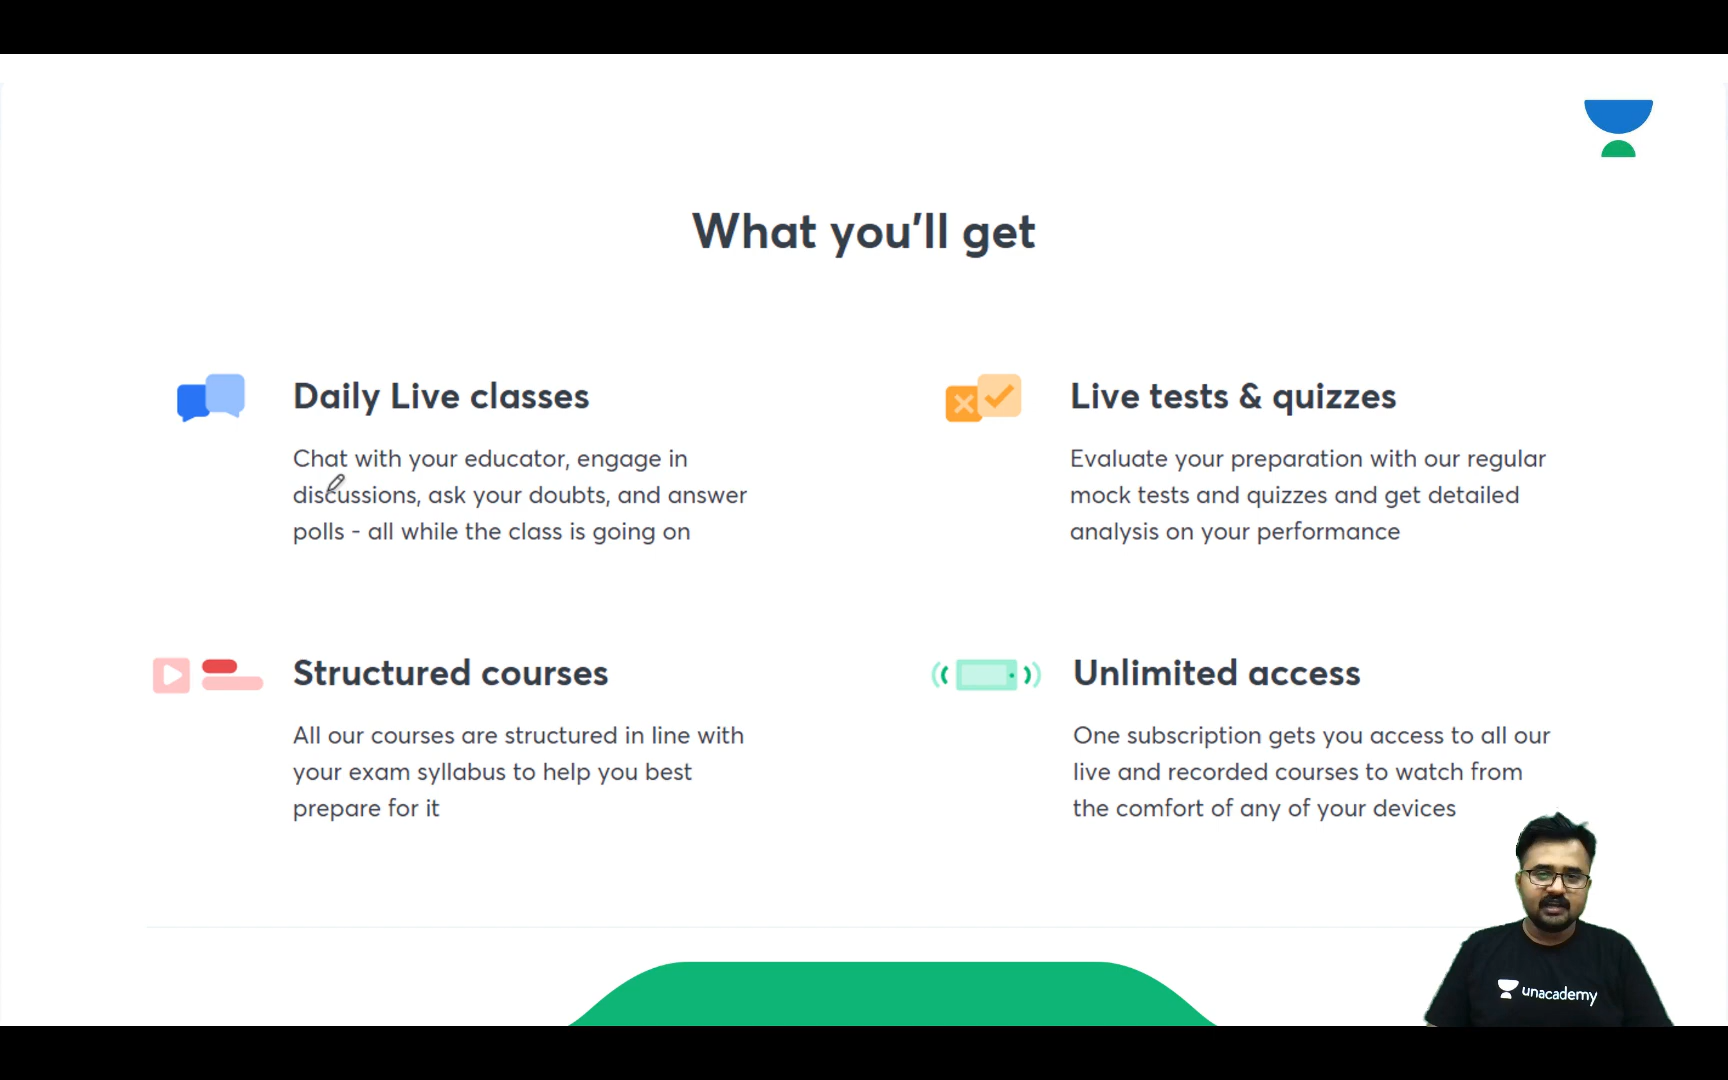 What you'll get
Daily Live classes
Chat with your educator, engage in
discussions, ask your doubts, and answer
polls - all while the class is going on
Live tests & quizzes
Evaluate your preparation with our regular
mock tests and quizzes and get detailed
analysis on your performance
Structured courses
All our courses are structured in line with
your exam syllabus to help you best
prepare for it
Unlimited access
One subscription gets you access to all our
live and recorded courses to watch from
the comfort of any of your devices
unacademy